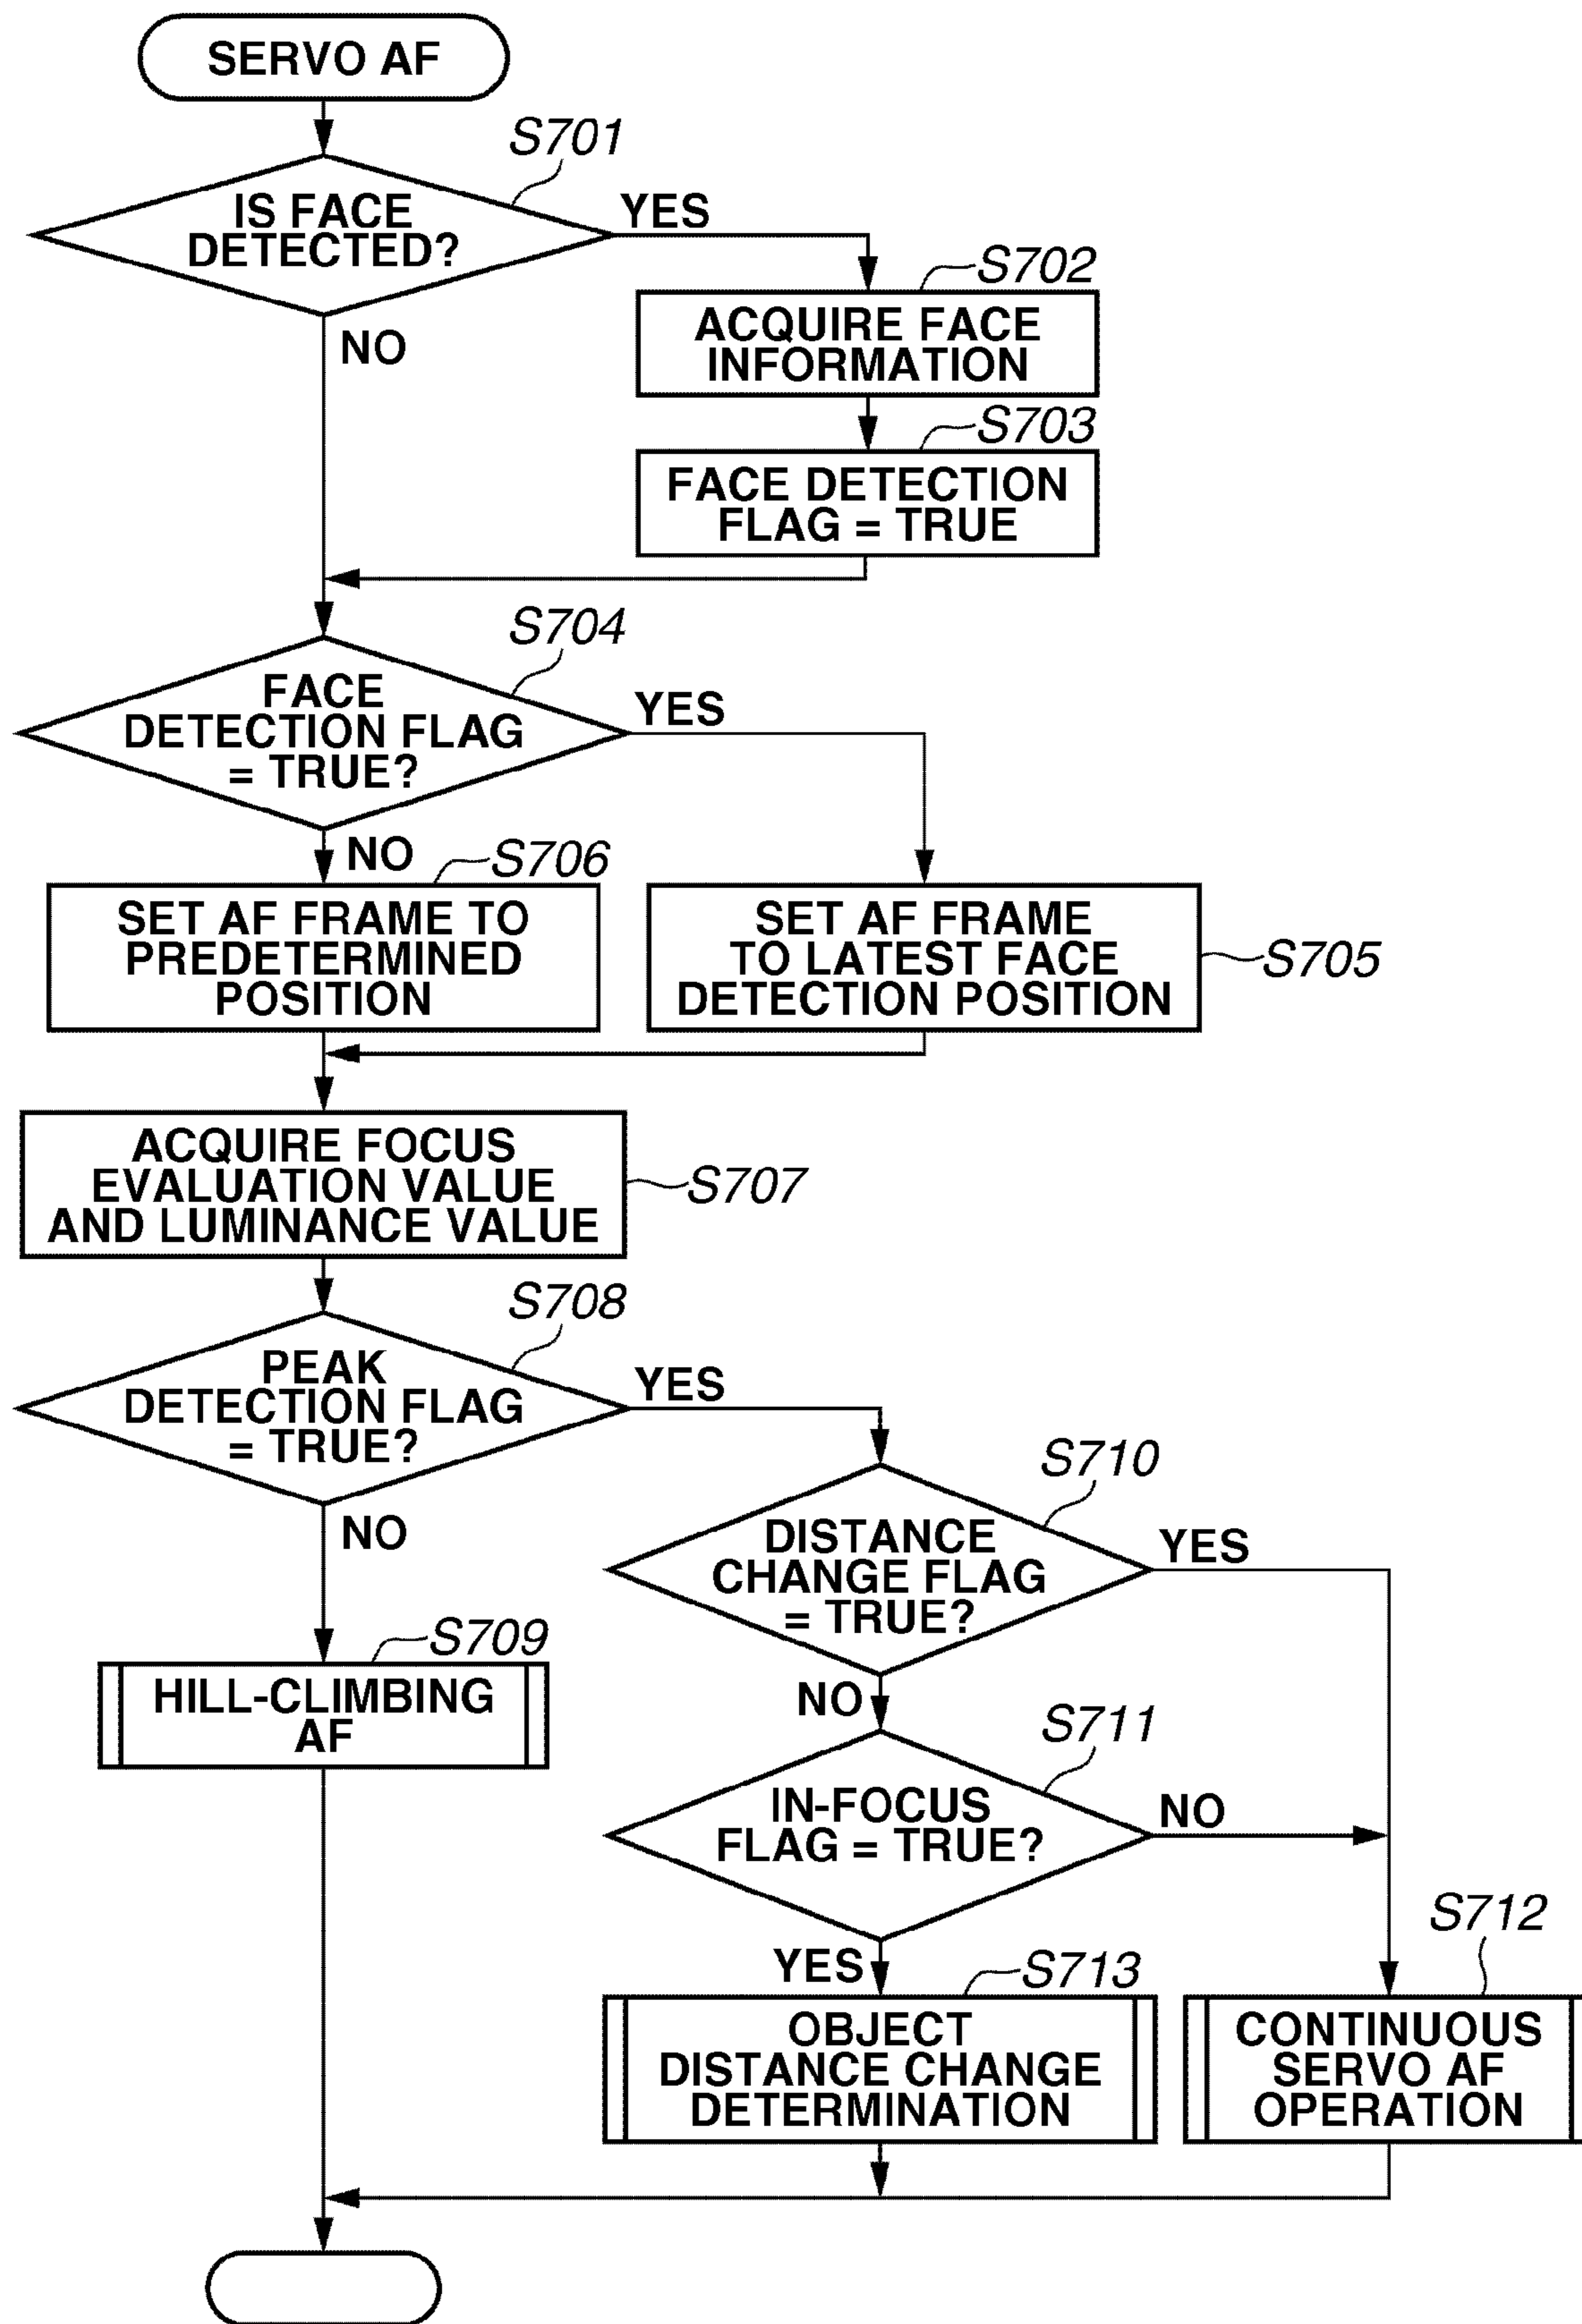 SERVO AF
S701
IS FACE
DETECTED?
YES
NO
S702
ACQUIRE FACE
INFORMATION
S703
FACE DETECTION
FLAG = TRUE
S704
FACE
DETECTION FLAG
= TRUE?
YES
NO
S706
SET AF FRAME TO
PREDETERMINED
POSITION
SET AF FRAME
TO LATEST FACE
DETECTION POSITION
S705
ACQUIRE FOCUS
EVALUATION VALUE
AND LUMINANCE VALUE
S707
S708
PEAK
DETECTION FLAG
= TRUE?
YES
NO
S709
HILL-CLIMBING
AF
S710
DISTANCE
CHANGE FLAG
= TRUE?
YES
NO
S711
IN-FOCUS
FLAG = TRUE?
NO
YES
S713
OBJECT
DISTANCE CHANGE
DETERMINATION
S712
CONTINUOUS
SERVO AF
OPERATION